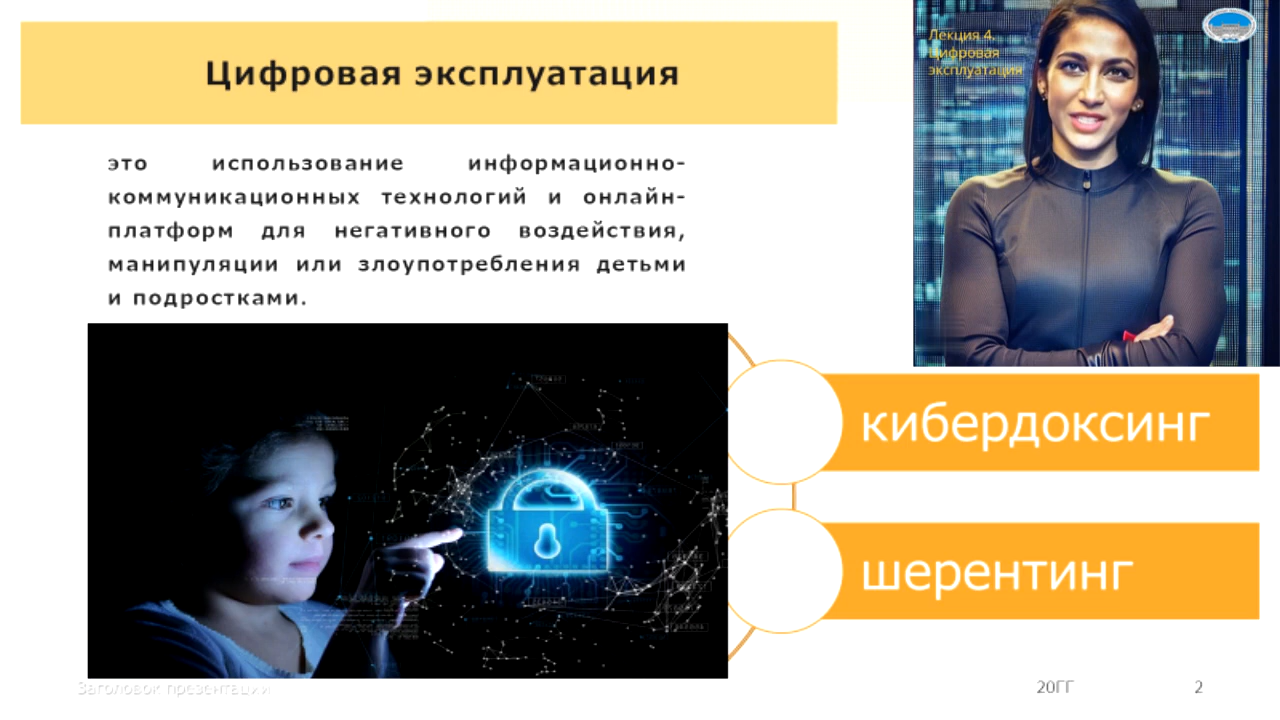 Цифровая эксплуатация
Лекция 4.
Цифровая
эксплуатация
это использование информационно-
коммуникационных технологий и онлайн-
платформ для негативного воздействия,
манипуляции или злоупотребления детьми
и подростками.
кибердоксинг
шерентинг
Заголовок презентации
20ГГ
2